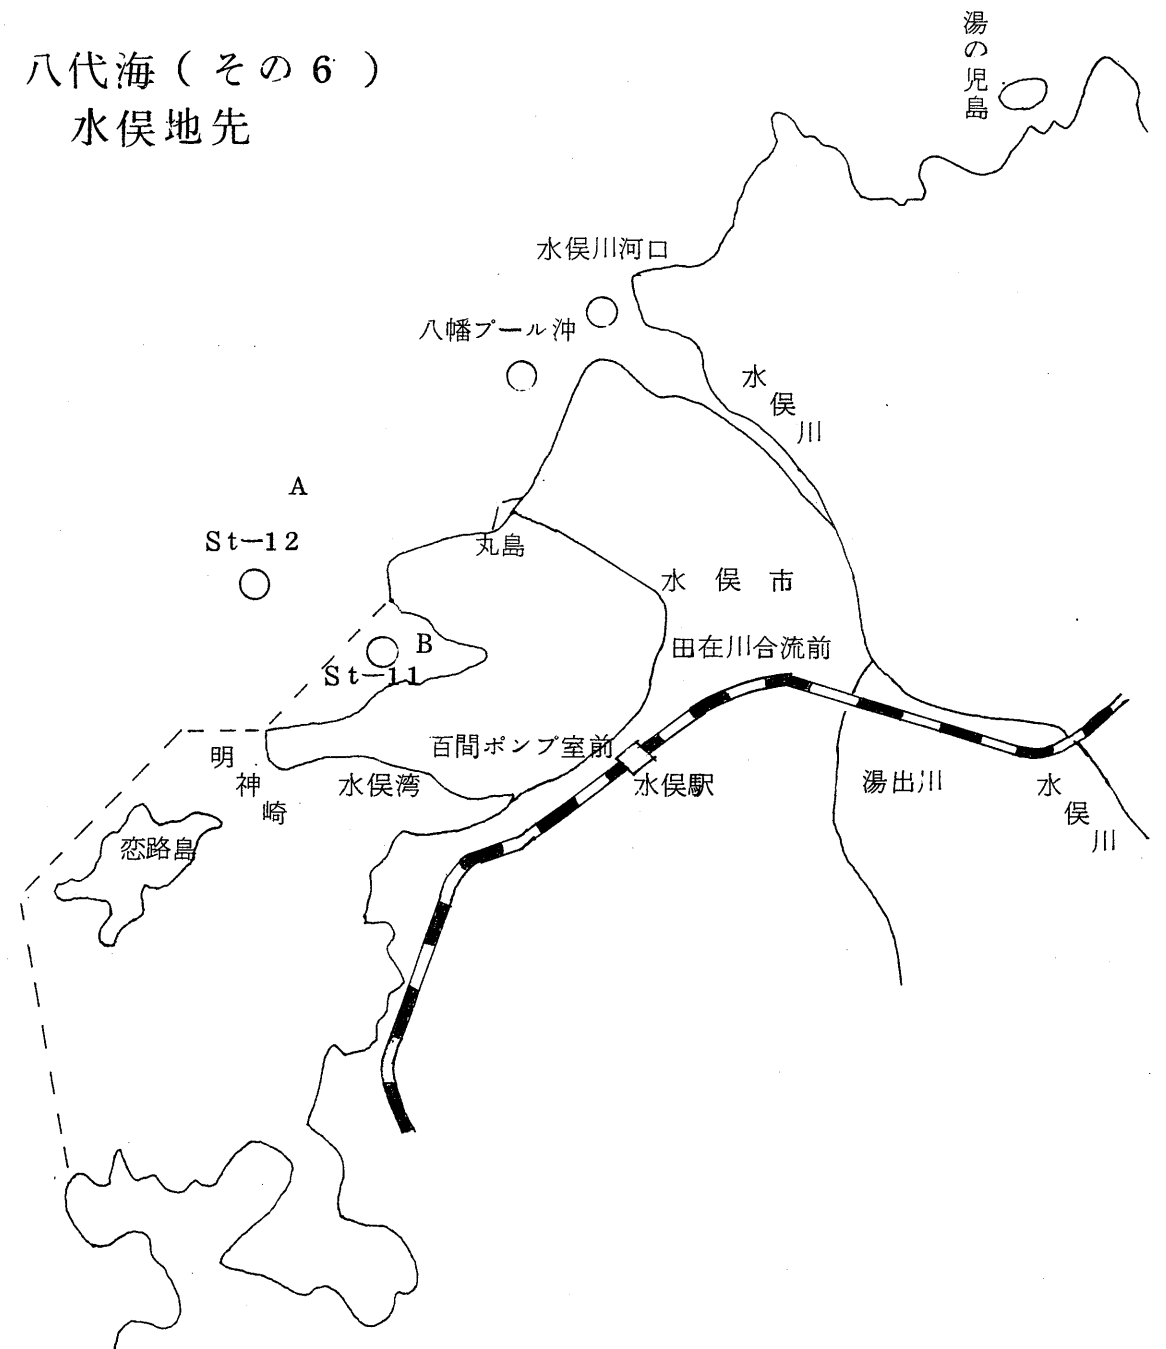 八代海(その6)
水俣地先
湯の児島
水俣川河口
八幡プール沖
水俣川
A
St-12
丸島
水俣市
B
St-11
田在川合流前
百間ポンプ室前
明神崎
水俣湾
水俣駅
湯出川
水俣川
恋路島